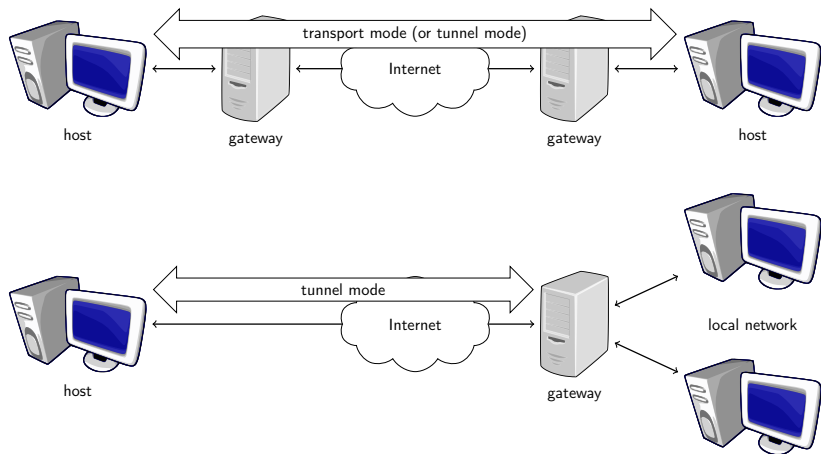 transport mode (or tunnel mode)
Internet
host
gateway
gateway
host
tunnel mode
Internet
local network
host
gateway